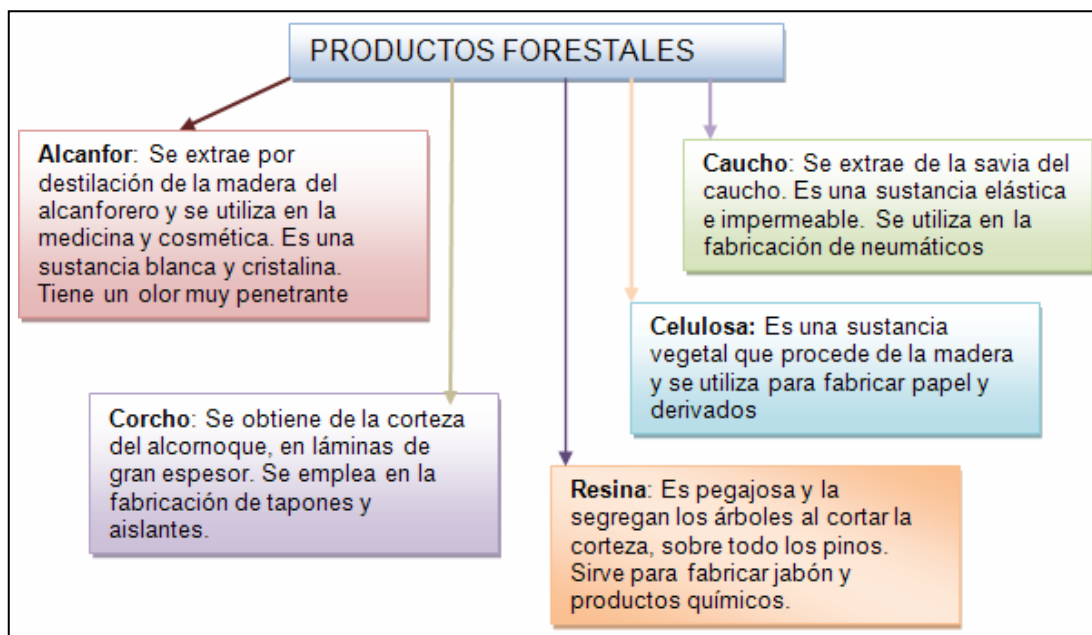 PRODUCTOS FORESTALES
Alcanfor: Se extrae por
destilación de la madera del
alcanforero y se utiliza en la
medicina y cosmética. Es una
sustancia blanca y cristalina.
Tiene un olor muy penetrante
Caucho: Se extrae de la savia del
caucho. Es una sustancia elástica
e impermeable. Se utiliza en la
fabricación de neumáticos
Celulosa: Es una sustancia
vegetal que procede de la madera
y se utiliza para fabricar papel y
derivados
Corcho: Se obtiene de la corteza
del alcornoque, en láminas de
gran espesor. Se emplea en la
fabricación de tapones y
aislantes.
Resina: Es pegajosa y la
segregan los árboles al cortar la
corteza, sobre todo los pinos.
Sirve para fabricar jabón y
productos químicos.